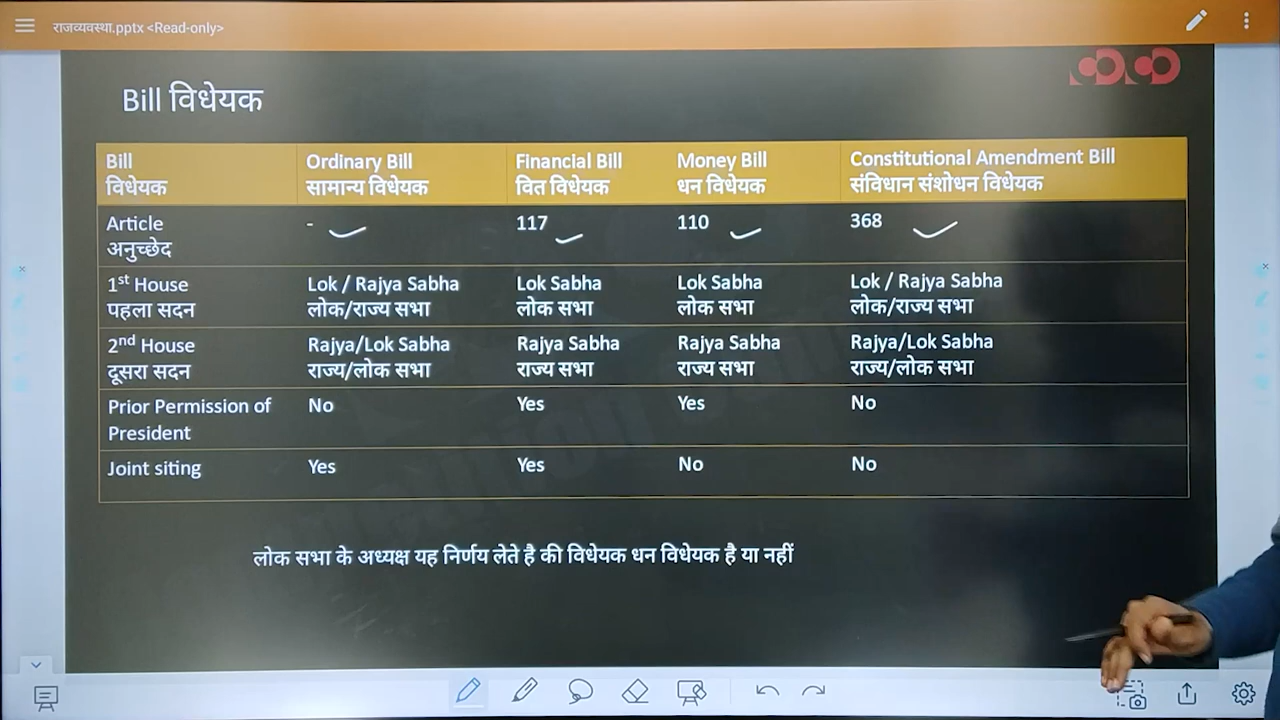 राजव्यवस्था.pptx <Read-only>
Bill विधेयक
Bill
विधेयक
Ordinary Bill
सामान्य विधेयक
Financial Bill
वित विधेयक
Money Bill
धन विधेयक
Constitutional Amendment Bill
संविधान संशोधन विधेयक
Article
अनुच्छेद
-
117
110
368
1st House
पहला सदन
Lok / Rajya Sabha
लोक/राज्य सभा
Lok Sabha
लोक सभा
Lok Sabha
लोक सभा
Lok / Rajya Sabha
लोक/राज्य सभा
2nd House
दूसरा सदन
Rajya/Lok Sabha
राज्य/लोक सभा
Rajya Sabha
राज्य सभा
Rajya Sabha
राज्य सभा
Rajya/Lok Sabha
राज्य/लोक सभा
Prior Permission of
President
No
Yes
Yes
No
Joint siting
Yes
Yes
No
No
लोक सभा के अध्यक्ष यह निर्णय लेते है की विधेयक धन विधेयक है या नहीं